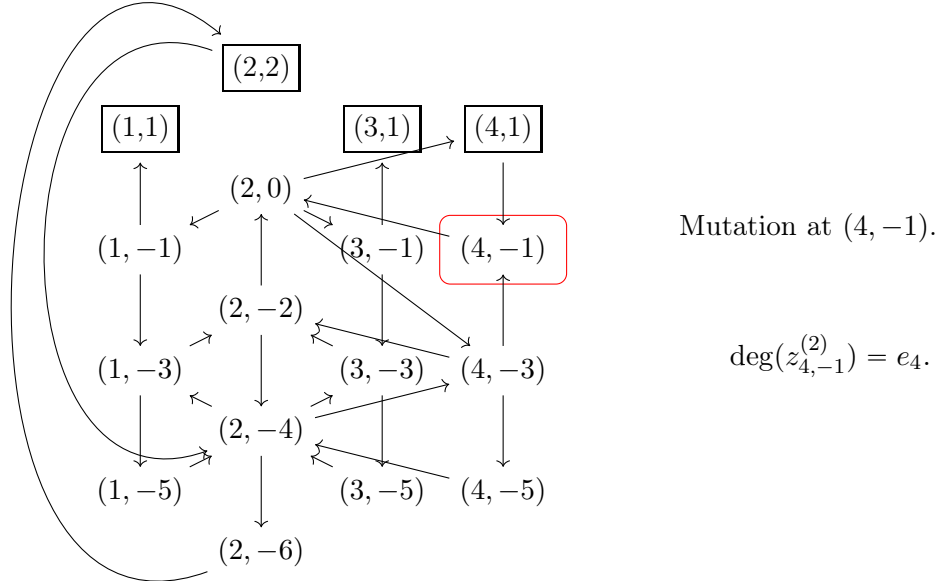 (2,2)
(1,1) (3,1) (4,1)
(2, 0)
(1, −1) (3, −1) (4, −1) Mutation at (4, −1).
(2, −2)
(1, −3) (3, −3) (4, −3) deg(z_{4,−1}^{(2)}) = e_4.
(2, −4)
(1, −5) (3, −5) (4, −5)
(2, −6)